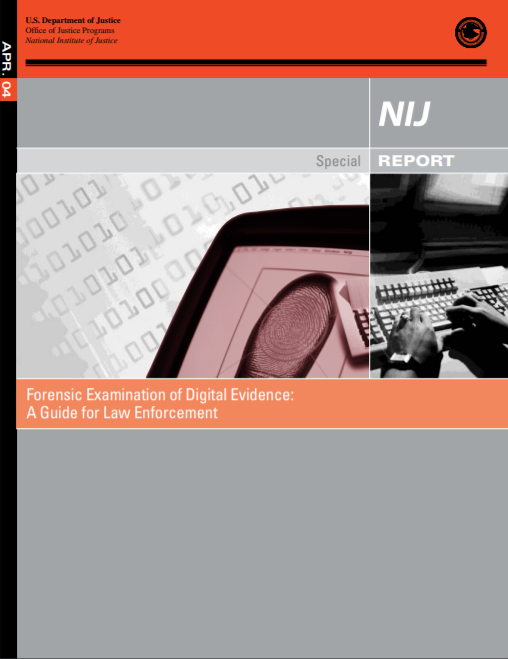 U.S. Department of Justice
Office of Justice Programs
National Institute of Justice
APR. 04
NIJ
Special REPORT
Forensic Examination of Digital Evidence:
A Guide for Law Enforcement